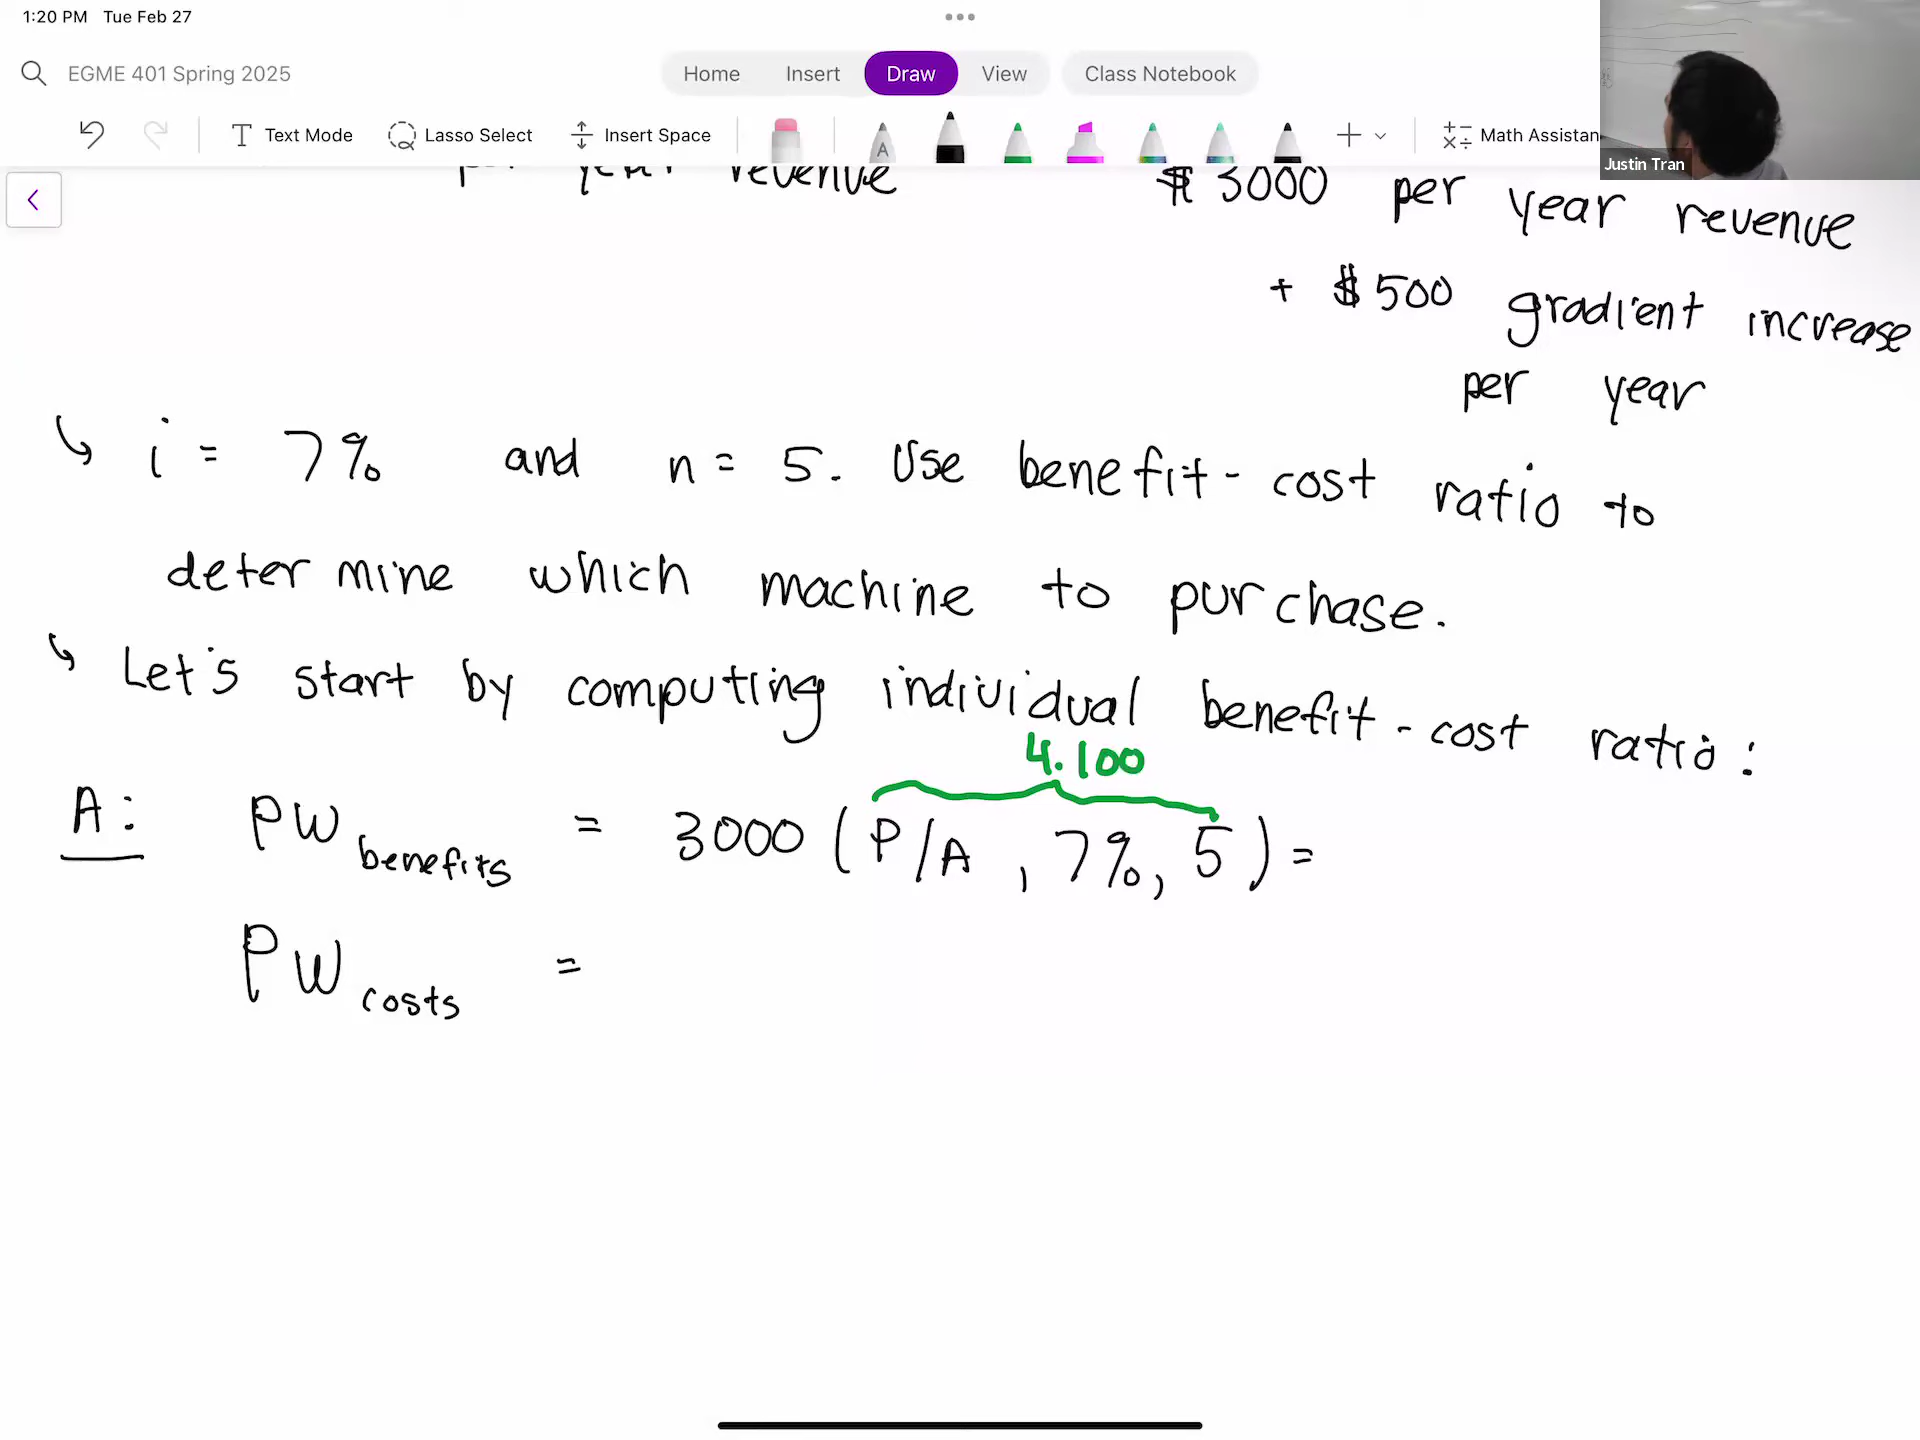 1:20 PM Tue Feb 27
EGME 401 Spring 2025
Home Insert Draw View Class Notebook
Text Mode Lasso Select Insert Space A Math Assistan
Justin Tran
year revenue
$ 3000 per year revenue
+ $500 gradient increase
per year
i = 7% and n = 5. Use benefit-cost ratio to
determine which machine to purchase.
Let's start by computing individual benefit-cost ratio:
4.100
A: PW benefits = 3000 (P/A, 7%, 5) =
PW costs =